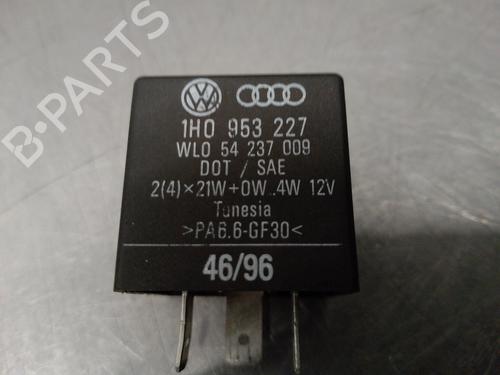 1H0 953 227
WL0 54 237 009
DOT / SAE
2(4)×21W+0W..4W 12V
Tunesia
>PA6.6-GF30<
46/96
B-PARTS